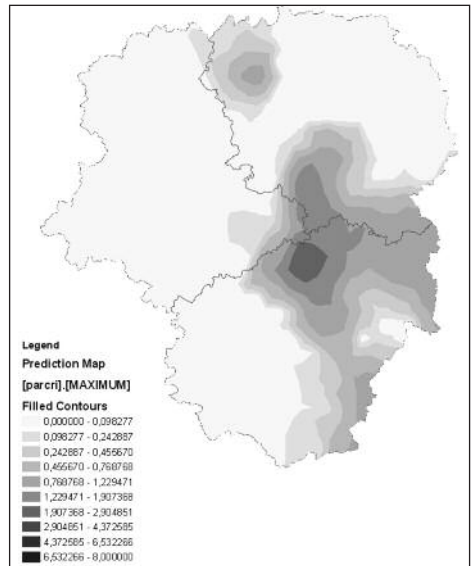 Legend
Prediction Map
[parcri].[MAXIMUM]
Filled Contours
0,000000 - 0,098277
0,098277 - 0,242887
0,242887 - 0,455670
0,455670 - 0,768768
0,768768 - 1,229471
1,229471 - 1,907368
1,907368 - 2,904851
2,904851 - 4,372585
4,372585 - 6,532266
6,532266 - 8,000000